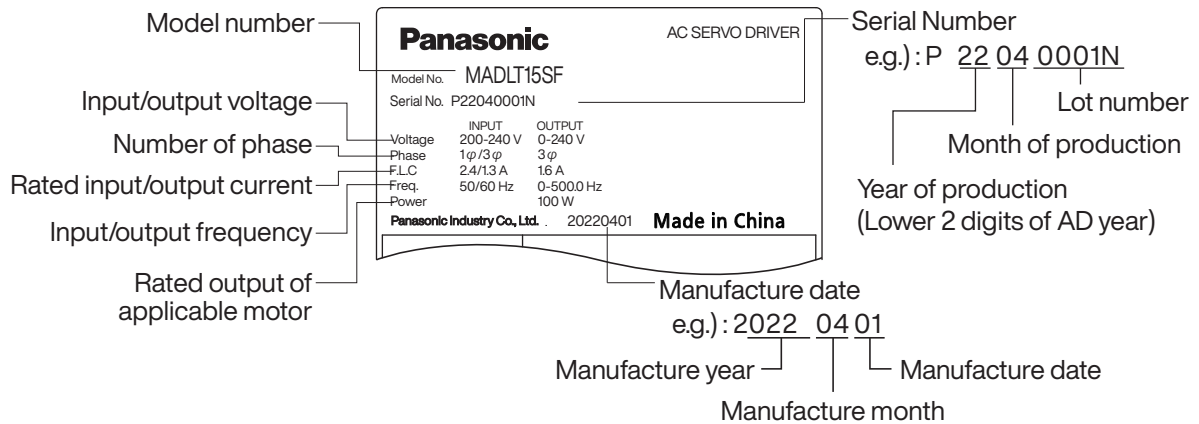 Model number
Input/output voltage
Number of phase
Rated input/output current
Input/output frequency
Rated output of
applicable motor
Panasonic
AC SERVO DRIVER
Model No. MADLT15SF
Serial No. P22040001N
INPUT OUTPUT
Voltage 200-240 V 0-240 V
Phase 1φ/3φ 3φ
F.L.C 2.4/1.3 A 1.6 A
Freq. 50/60 Hz 0-500.0 Hz
Power 100 W
Panasonic Industry Co., Ltd. . 20220401 Made in China
Serial Number
e.g.) : P 22 04 0001N
Lot number
Month of production
Year of production
(Lower 2 digits of AD year)
Manufacture date
e.g.) : 2022 04 01
Manufacture year
Manufacture date
Manufacture month